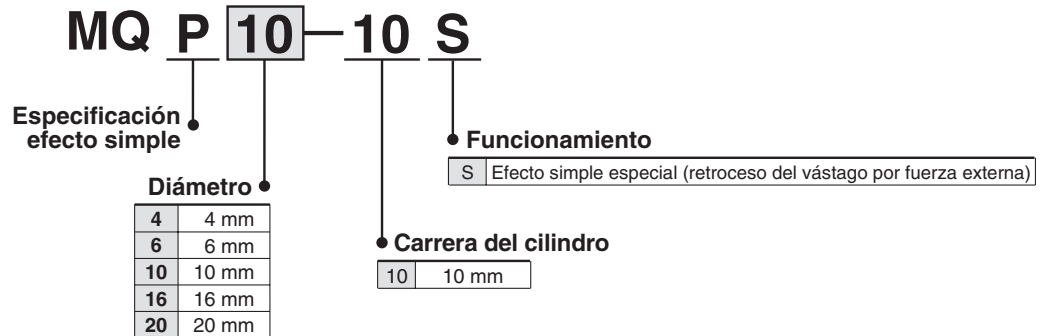 MQ P 10 — 10 S
Especificación
efecto simple
Funcionamiento
S Efecto simple especial (retroceso del vástago por fuerza externa)
Diámetro
4 4 mm
6 6 mm
10 10 mm
16 16 mm
20 20 mm
Carrera del cilindro
10 10 mm